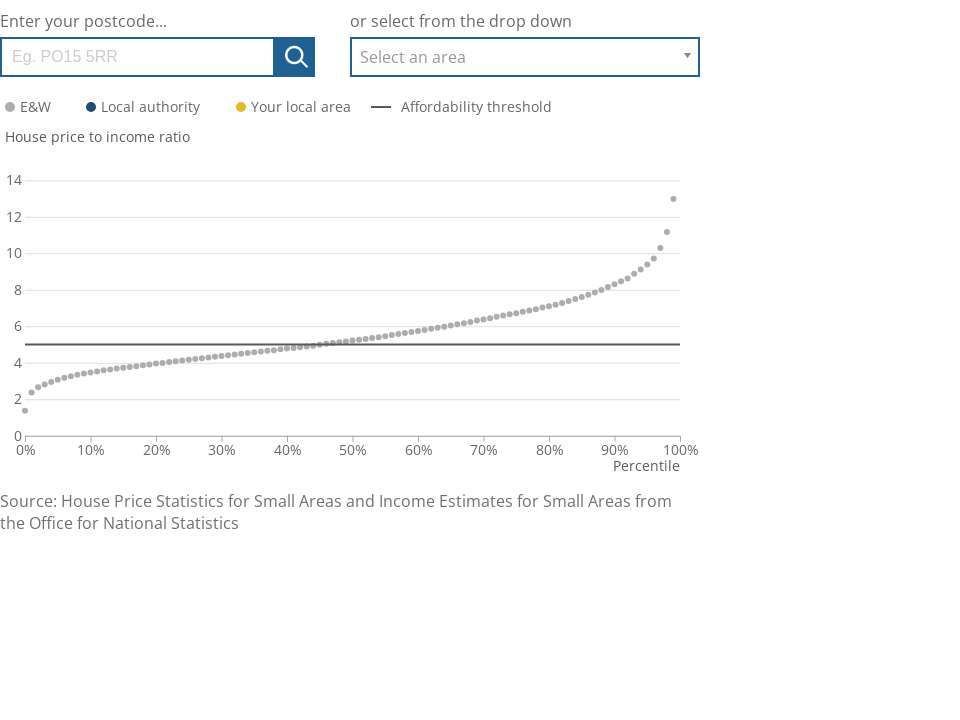 Enter your postcode...
or select from the drop down
Eg. PO15 5RR
Select an area
E&W
Local authority
Your local area
Affordability threshold
House price to income ratio
14
12
10
8
6
4
2
0
0% 10% 20% 30% 40% 50% 60% 70% 80% 90% 100%
Percentile
Source: House Price Statistics for Small Areas and Income Estimates for Small Areas from
the Office for National Statistics